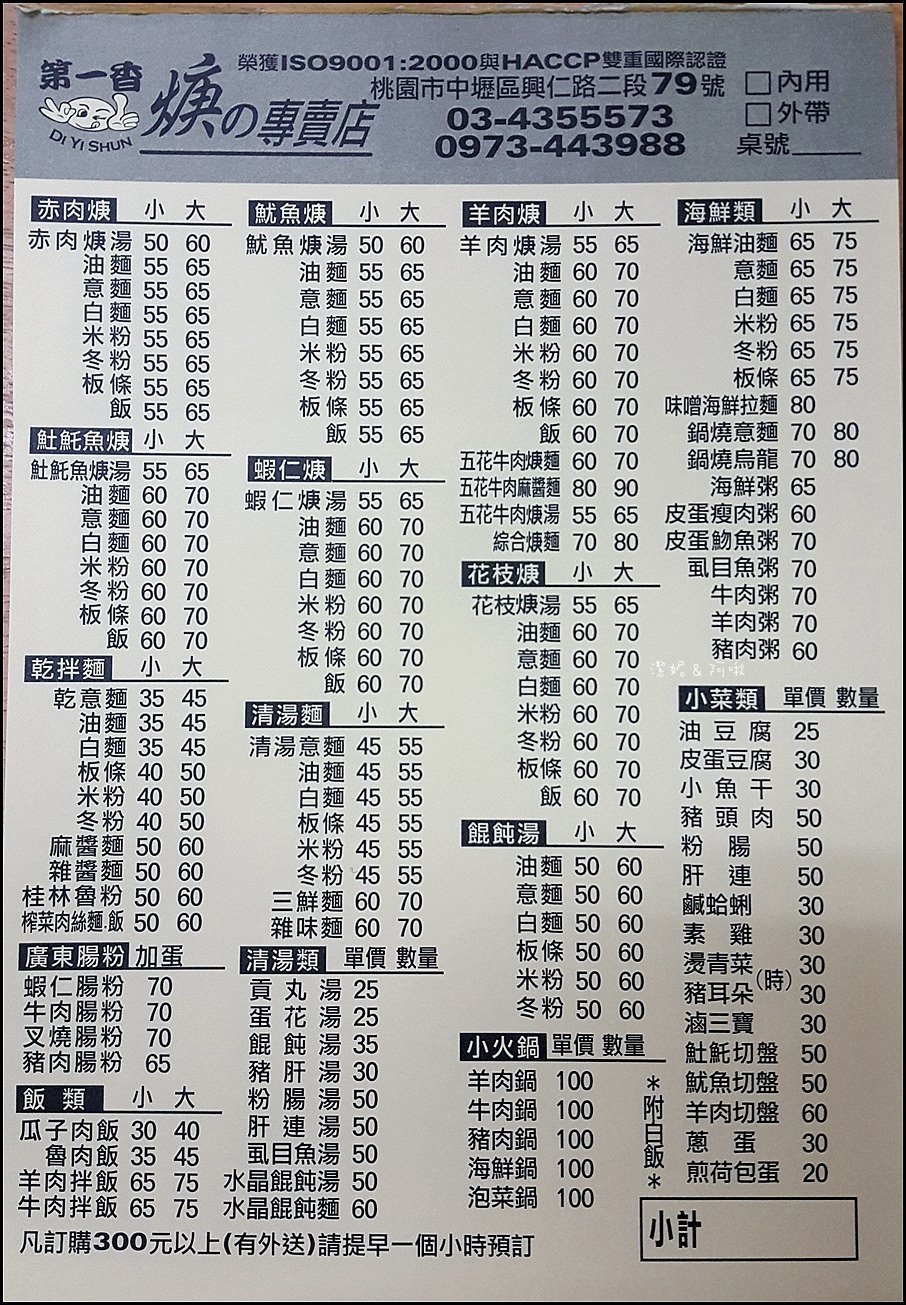 第一香
DI YI SHUN
焿の專賣店
榮獲ISO9001:2000與HACCP雙重國際認證
桃園市中壢區興仁路二段79號
03-4355573
0973-443988
□內用
□外帶
桌號
赤肉焿 小 大
赤肉焿湯 50 60
油麵 55 65
意麵 55 65
白麵 55 65
米粉 55 65
冬粉 55 65
板條 55 65
飯 55 65
𩵚魠魚焿 小 大
𩵚魠魚焿湯 55 65
油麵 60 70
意麵 60 70
白麵 60 70
米粉 60 70
冬粉 60 70
板條 60 70
飯 60 70
乾拌麵 小 大
乾意麵 35 45
油麵 35 45
白麵 35 45
板條 40 50
米粉 40 50
冬粉 40 50
麻醬麵 50 60
雜醬麵 50 60
桂林魯粉 50 60
榨菜肉絲麵.飯 50 60
廣東腸粉 加蛋
蝦仁腸粉 70
牛肉腸粉 70
叉燒腸粉 70
豬肉腸粉 65
飯類 小 大
瓜子肉飯 30 40
魯肉飯 35 45
羊肉拌飯 65 75
牛肉拌飯 65 75
魷魚焿 小 大
魷魚焿湯 50 60
油麵 55 65
意麵 55 65
白麵 55 65
米粉 55 65
冬粉 55 65
板條 55 65
飯 55 65
蝦仁焿 小 大
蝦仁焿湯 55 65
油麵 60 70
意麵 60 70
白麵 60 70
米粉 60 70
冬粉 60 70
板條 60 70
飯 60 70
清湯麵 小 大
清湯意麵 45 55
油麵 45 55
白麵 45 55
板條 45 55
米粉 45 55
冬粉 45 55
三鮮麵 60 70
雜味麵 60 70
清湯類 單價 數量
貢丸湯 25
蛋花湯 25
餛飩湯 35
豬肝湯 30
粉腸湯 50
肝連湯 50
虱目魚湯 50
水晶餛飩湯 50
水晶餛飩麵 60
羊肉焿 小 大
羊肉焿湯 55 65
油麵 60 70
意麵 60 70
白麵 60 70
米粉 60 70
冬粉 60 70
板條 60 70
飯 60 70
五花牛肉焿麵 60 70
五花牛肉麻醬麵 80 90
五花牛肉焿湯 55 65
綜合焿麵 70 80
花枝焿 小 大
花枝焿湯 55 65
油麵 60 70
意麵 60 70
白麵 60 70
米粉 60 70
冬粉 60 70
板條 60 70
飯 60 70
餛飩湯 小 大
油麵 50 60
意麵 50 60
白麵 50 60
板條 50 60
米粉 50 60
冬粉 50 60
小火鍋 單價 數量
羊肉鍋 100
牛肉鍋 100
豬肉鍋 100
海鮮鍋 100
泡菜鍋 100
*附白飯*
海鮮類 小 大
海鮮油麵 65 75
意麵 65 75
白麵 65 75
米粉 65 75
冬粉 65 75
板條 65 75
味噌海鮮拉麵 80
鍋燒意麵 70 80
鍋燒烏龍 70 80
海鮮粥 65
皮蛋瘦肉粥 60
皮蛋魩魚粥 70
虱目魚粥 70
牛肉粥 70
羊肉粥 70
豬肉粥 60
潔妮&阿啾
小菜類 單價 數量
油豆腐 25
皮蛋豆腐 30
小魚干 30
豬頭肉 50
粉腸 50
肝連 50
鹹蛤蜊 30
素雞 30
燙青菜(時) 30
豬耳朵 30
滷三寶 30
𩵚魠切盤 50
魷魚切盤 50
羊肉切盤 60
蔥蛋 30
煎荷包蛋 20
小計
凡訂購300元以上(有外送)請提早一個小時預訂